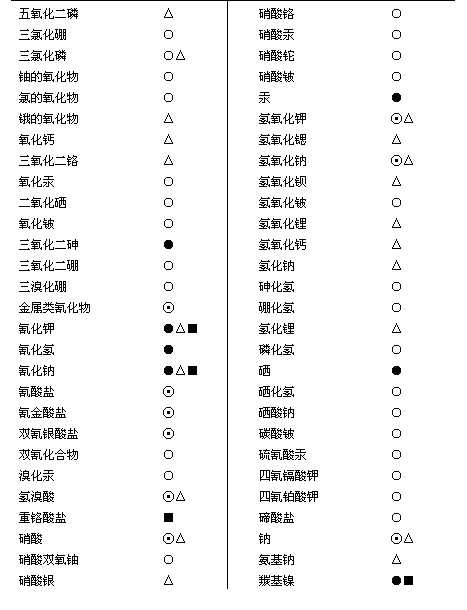 五氧化二磷 △
三氯化硼 ○
三氯化磷 ○△
铀的氧化物 ○
氯的氧化物 ○
锇的氧化物 △
氧化钙 △
三氧化二铬 △
氧化汞 ○
二氧化硒 ○
氧化铍 ○
三氧化二砷 ●
三氧化二硼 ○
三溴化硼 ○
金属类氰化物 ⊙
氰化钾 ●△■
氰化氢 ●
氰化钠 ●△■
氰酸盐 ⊙
氰金酸盐 ⊙
双氰银酸盐 ⊙
双氰化合物 ○
溴化汞 ○
氢溴酸 ⊙△
重铬酸盐 ■
硝酸 ⊙△
硝酸双氧铀 ○
硝酸银 △
硝酸铬 ○
硝酸汞 ○
硝酸铊 ○
硝酸铍 ○
汞 ●
氢氧化钾 ⊙△
氢氧化锶 △
氢氧化钠 ⊙△
氢氧化钡 △
氢氧化铍 ○
氢氧化锂 △
氢氧化钙 △
氢化钠 △
砷化氢 ○
硼化氢 ○
氢化锂 △
磷化氢 ○
硒 ●
硒化氢 ○
硒酸钠 ○
碳酸铍 ○
硫氰酸汞 ○
四氰镉酸钾 ○
四氰铂酸钾 ○
碲酸盐 ○
钠 ⊙△
氨基钠 △
羰基镍 ●■